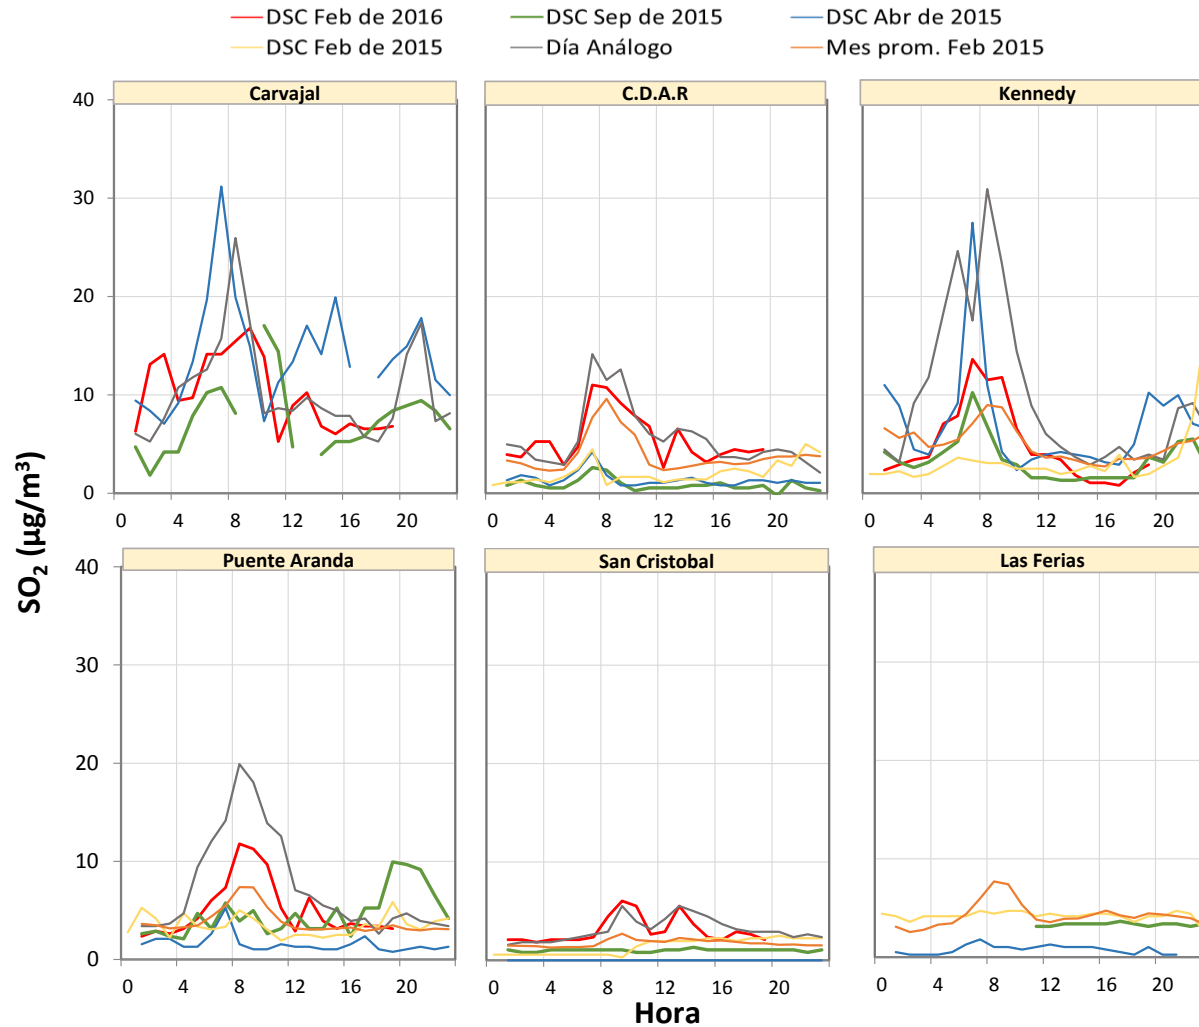 DSC Feb de 2016 DSC Sep de 2015 DSC Abr de 2015
DSC Feb de 2015 Día Análogo Mes prom. Feb 2015
Carvajal C.D.A.R Kennedy
40
30
20
10
0
0 4 8 12 16 20 0 4 8 12 16 20 0 4 8 12 16 20
SO2 (µg/m³)
Puente Aranda San Cristobal Las Ferias
40
30
20
10
0
0 4 8 12 16 20 0 4 8 12 16 20 0 4 8 12 16 20
Hora